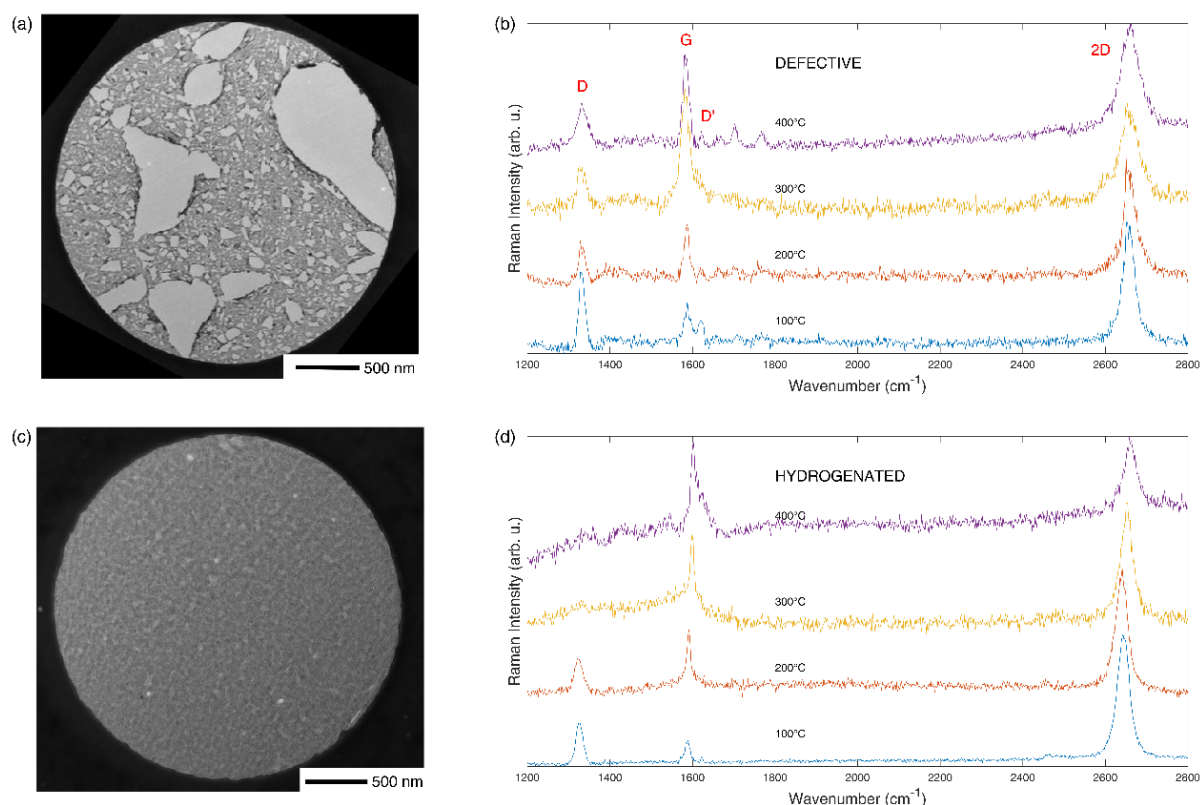 (a)
500 nm
(b)
DEFECTIVE
D
G
D'
2D
400°C
300°C
200°C
100°C
Raman Intensity (arb. u.)
1200 1400 1600 1800 2000 2200 2400 2600 2800
Wavenumber (cm⁻¹)
(c)
500 nm
(d)
HYDROGENATED
400°C
300°C
200°C
100°C
Raman Intensity (arb. u.)
1200 1400 1600 1800 2000 2200 2400 2600 2800
Wavenumber (cm⁻¹)